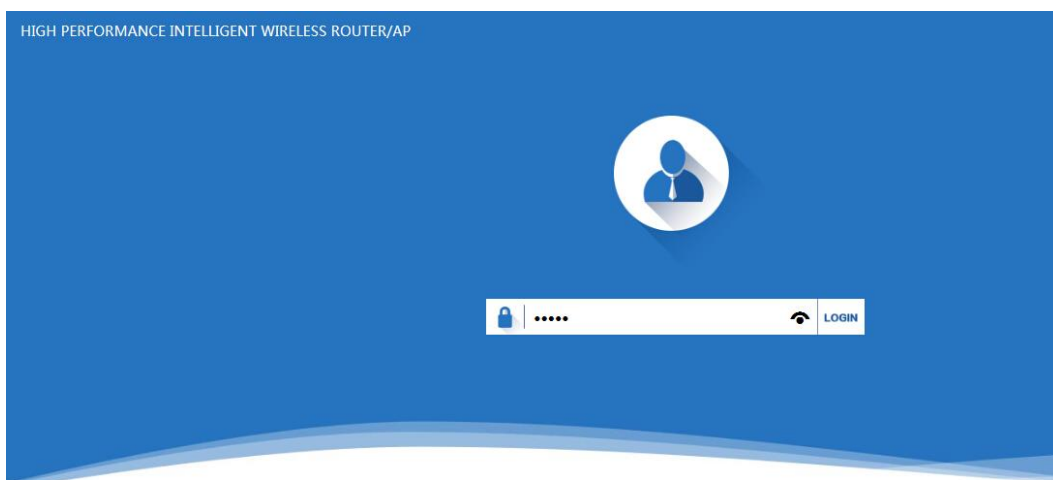 HIGH PERFORMANCE INTELLIGENT WIRELESS ROUTER/AP
•••••
LOGIN